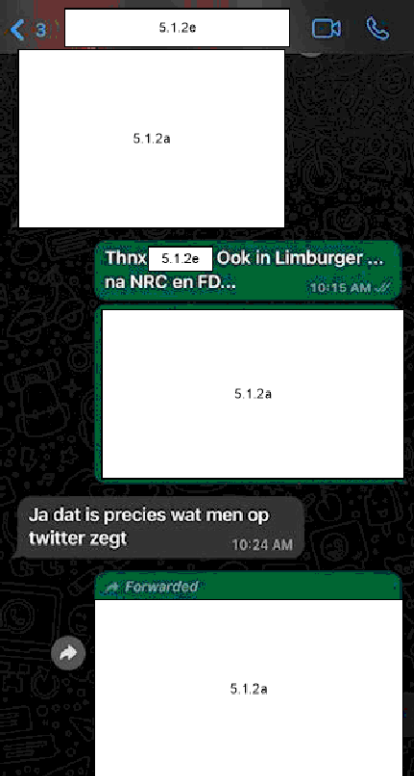 3
5.1.2e
5.1.2a
Thnx 5.1.2e Ook in Limburger ...
na NRC en FD...
10:15 AM
5.1.2a
Ja dat is precies wat men op
twitter zegt
10:24 AM
Forwarded
5.1.2a